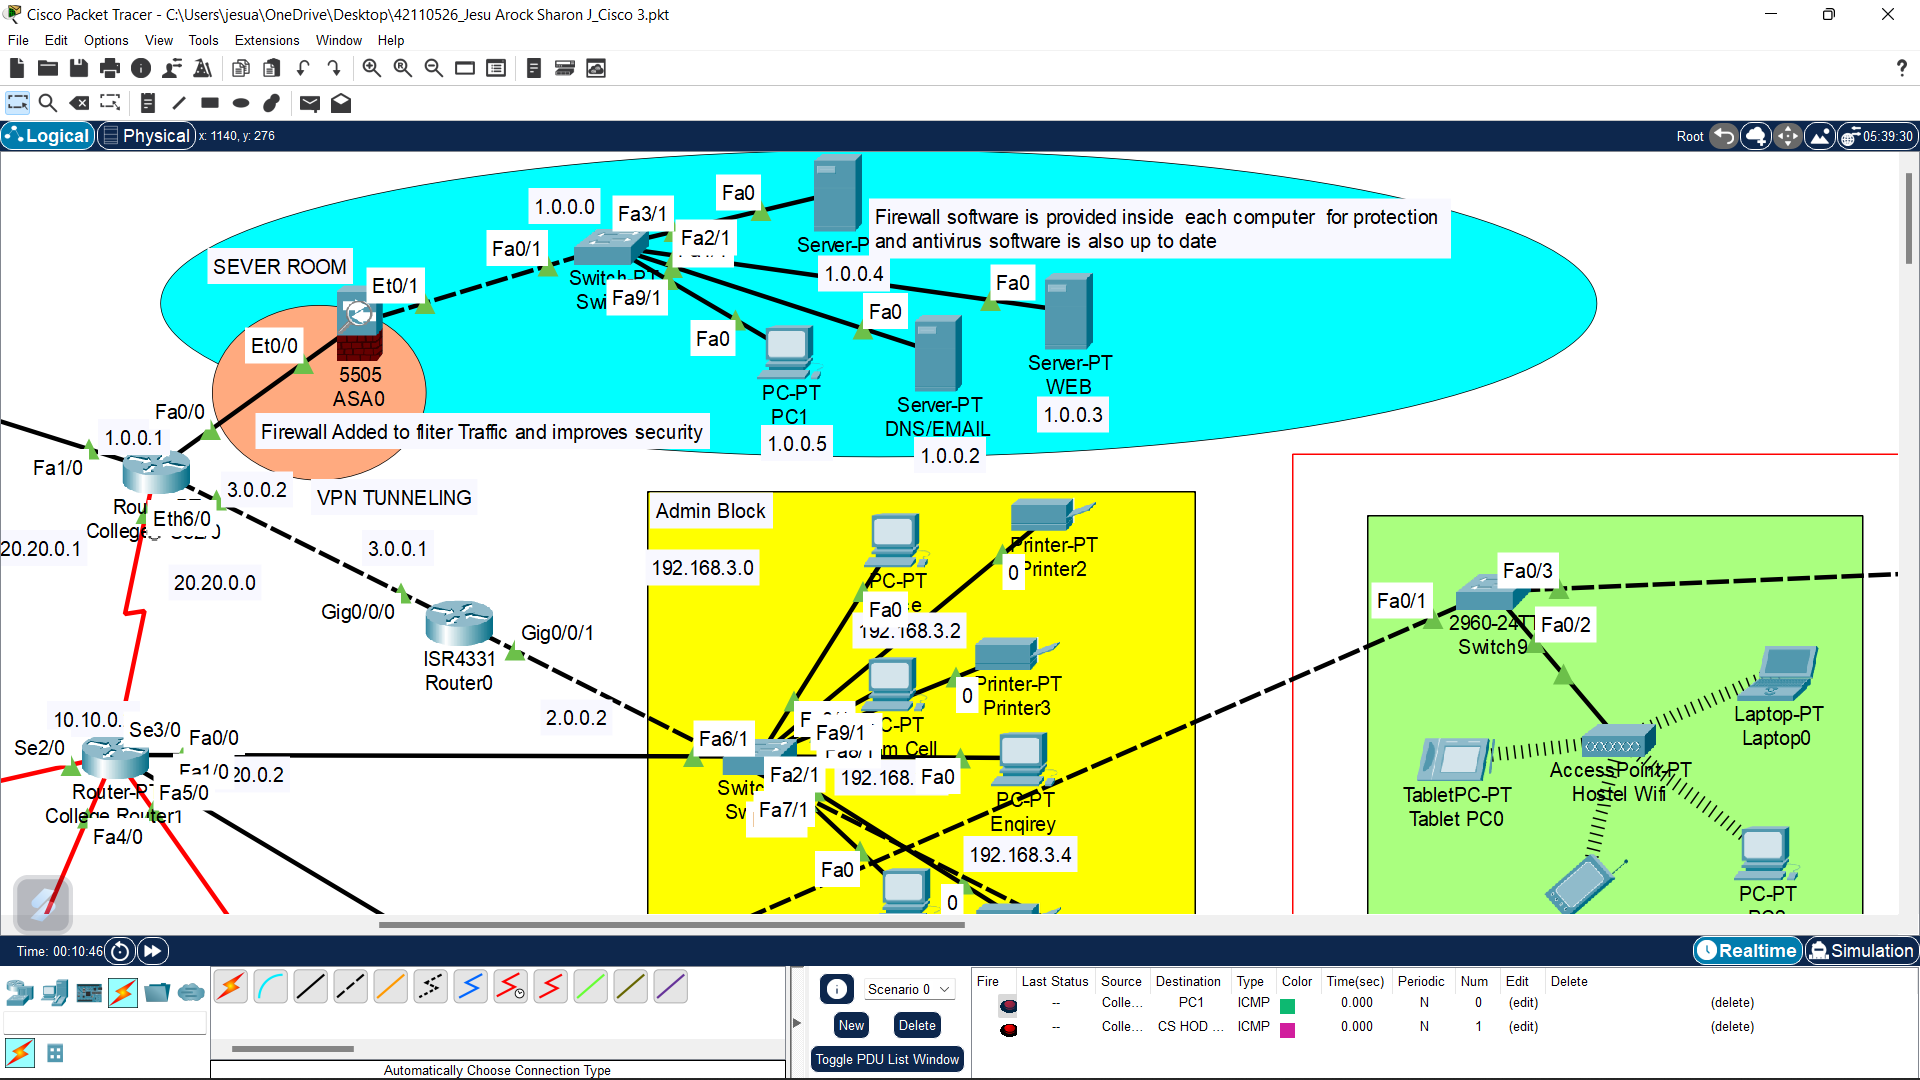 Cisco Packet Tracer - C:\Users\jesua\OneDrive\Desktop\42110526_Jesu Arock Sharon J_Cisco 3.pkt
File Edit Options View Tools Extensions Window Help
?
Logical Physical x: 1140, y: 276
Root 05:39:30
Fa0
1.0.0.0
Fa3/1
Firewall software is provided inside each computer for protection
and antivirus software is also up to date
Fa2/1
Fa0/1
Server-P
SEVER ROOM
1.0.0.4
Et0/1
Fa9/1
Fa0
Fa0
Fa0
Et0/0
Server-PT
WEB
1.0.0.3
5505
ASA0
PC-PT
PC1
1.0.0.5
Server-PT
DNS/EMAIL
1.0.0.2
Fa0/0
Firewall Added to fliter Traffic and improves security
1.0.0.1
Fa1/0
3.0.0.2
VPN TUNNELING
Rou
Eth6/0
College
20.20.0.1
3.0.0.1
20.20.0.0
Gig0/0/0
Gig0/0/1
ISR4331
Router0
2.0.0.2
Admin Block
192.168.3.0
PC-PT
Fa0
192.168.3.2
Printer-PT
Printer2
0
Printer-PT
Printer3
0
Fa6/1
Fa9/1
m Cell
192.168.
Fa0
Fa2/1
Fa7/1
PC-PT
Enqirey
192.168.3.4
Fa0
0
10.10.0.
Se3/0
Se2/0
Fa0/0
Fa1/0
20.0.2
Fa5/0
Router-PT
College Router1
Fa4/0
Fa0/3
Fa0/1
2960-24TT
Switch9
Fa0/2
Laptop-PT
Laptop0
AccessPoint-PT
Hostel Wifi
TabletPC-PT
Tablet PC0
PC-PT
Time: 00:10:46
Realtime Simulation
Scenario 0
New Delete
Toggle PDU List Window
Automatically Choose Connection Type
Fire Last Status Source Destination Type Color Time(sec) Periodic Num Edit Delete
-- Colle... PC1 ICMP 0.000 N 0 (edit) (delete)
-- Colle... CS HOD ... ICMP 0.000 N 1 (edit) (delete)